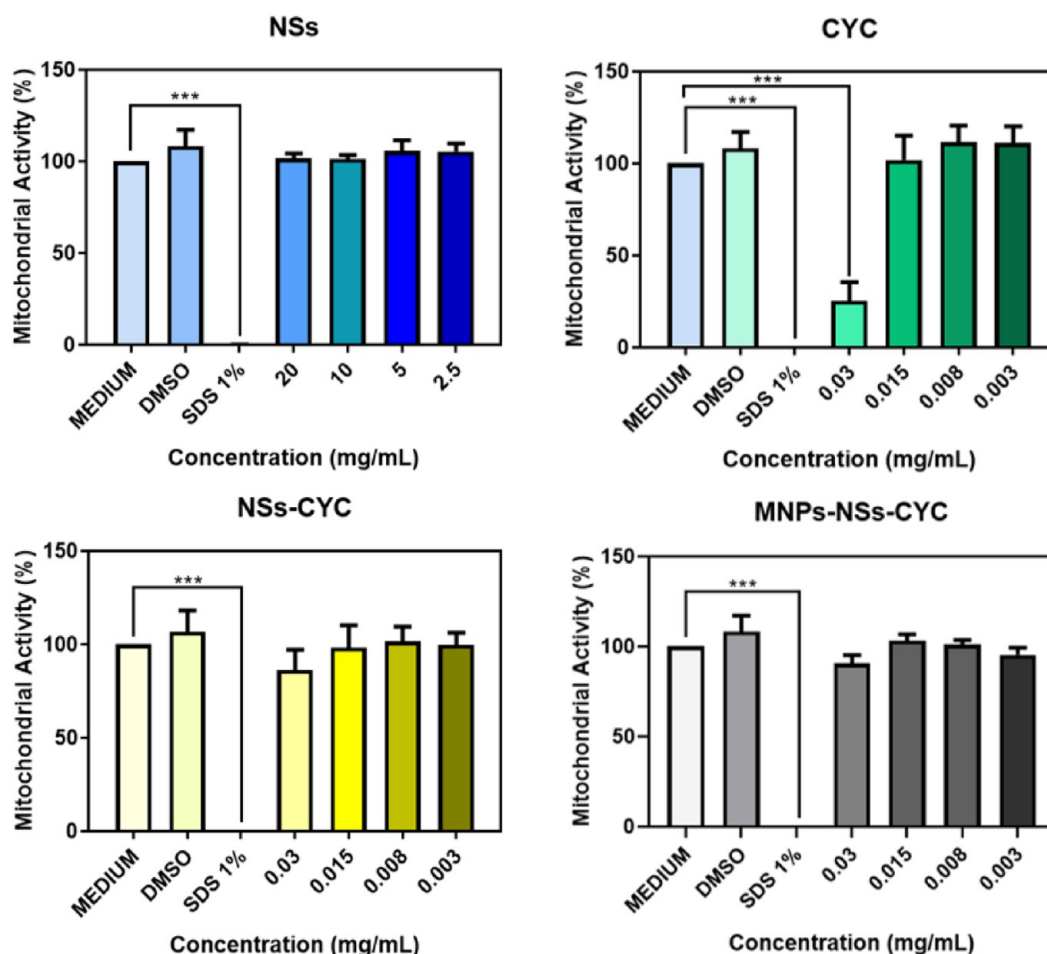 NSs
Mitochondrial Activity (%)
150
100
50
0
***
MEDIUM
DMSO
SDS 1%
20
10
5
2.5
Concentration (mg/mL)
CYC
Mitochondrial Activity (%)
150
100
50
0
***
***
MEDIUM
DMSO
SDS 1%
0.03
0.015
0.008
0.003
Concentration (mg/mL)
NSs-CYC
Mitochondrial Activity (%)
150
100
50
0
***
MEDIUM
DMSO
SDS 1%
0.03
0.015
0.008
0.003
Concentration (mg/mL)
MNPs-NSs-CYC
Mitochondrial Activity (%)
150
100
50
0
***
MEDIUM
DMSO
SDS 1%
0.03
0.015
0.008
0.003
Concentration (mg/mL)